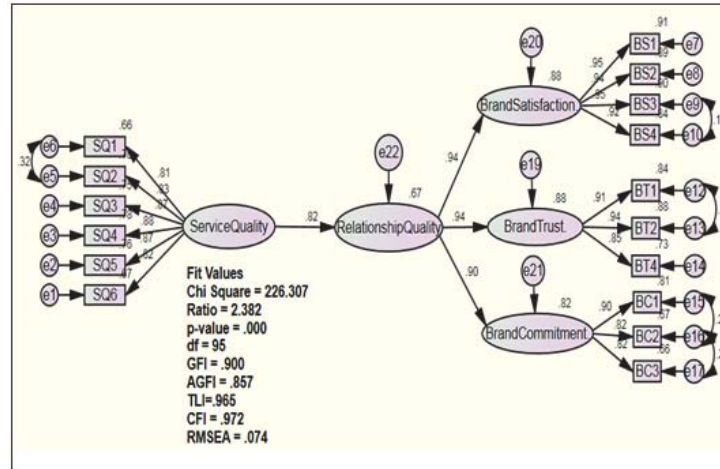 .91
e20
BS1
e7
.95
.89
.88
.94
BS2
e8
.90
BrandSatisfaction.
BS3
e9
.92
BS4
e10
.66
e6
SQ1
.32
e5
SQ2
.81
e22
.94
e19
.84
e4
SQ3
.87
.67
.88
.91
BT1
e12
.88
e3
SQ4
.88
ServiceQuality
.82
RelationshipQuality
.94
BrandTrust.
.94
BT2
e13
.76
.87
.85
.73
e2
SQ5
.82
BT4
e14
e1
SQ6
.90
e21
.81
.82
.90
BC1
e15
BrandCommitment.
.82
BC2
e16
.66
.82
BC3
e17
Fit Values
Chi Square = 226.307
Ratio = 2.382
p-value = .000
df = 95
GFI = .900
AGFI = .857
TLI=.965
CFI = .972
RMSEA = .074